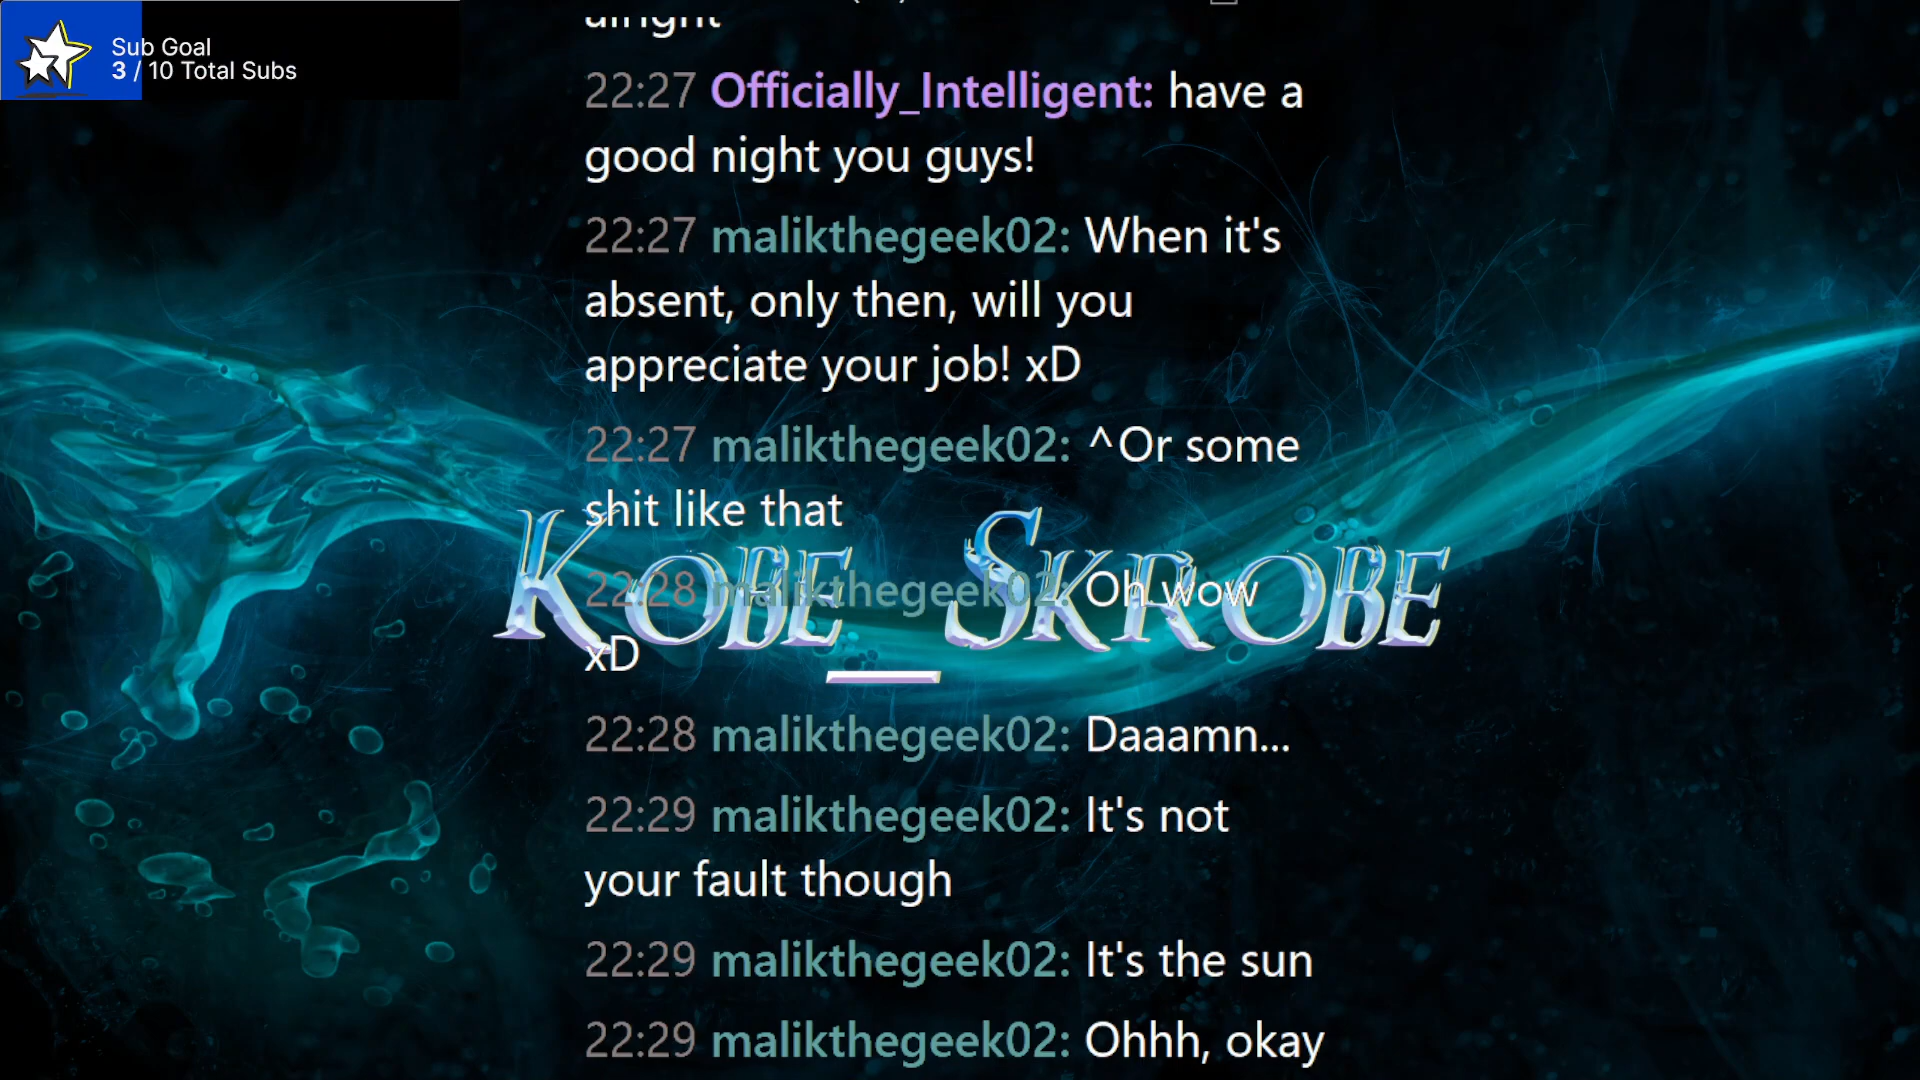 Sub Goal
3 / 10 Total Subs
alright
22:27 Officially_Intelligent: have a
good night you guys!
22:27 malikthegeek02: When it's
absent, only then, will you
appreciate your job! xD
22:27 malikthegeek02: ^Or some
shit like that
22:28 malikthegeek02: Oh wow
xD
Kobe_Skrobe
22:28 malikthegeek02: Daaamn...
22:29 malikthegeek02: It's not
your fault though
22:29 malikthegeek02: It's the sun
22:29 malikthegeek02: Ohhh, okay